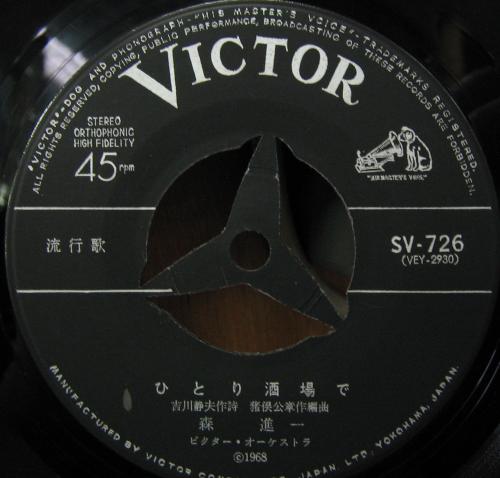 "VICTOR", "DOG AND PHONOGRAPH", "HIS MASTER'S VOICE"-TRADEMARKS REGISTERED.
ALL RIGHTS RESERVED, COPYING, PUBLIC PERFORMANCE, BROADCASTING OF THESE RECORDS ARE FORBIDDEN.
VICTOR
STEREO
ORTHOPHONIC
HIGH FIDELITY
45 rpm
"HIS MASTER'S VOICE"
流行歌
SV-726
(VEY-2930)
ひとり酒場で
吉川静夫作詩 猪俣公章作編曲
森 進一
ビクター・オーケストラ
©1968
MANUFACTURED BY VICTOR COMPANY OF JAPAN, LTD. YOKOHAMA, JAPAN.